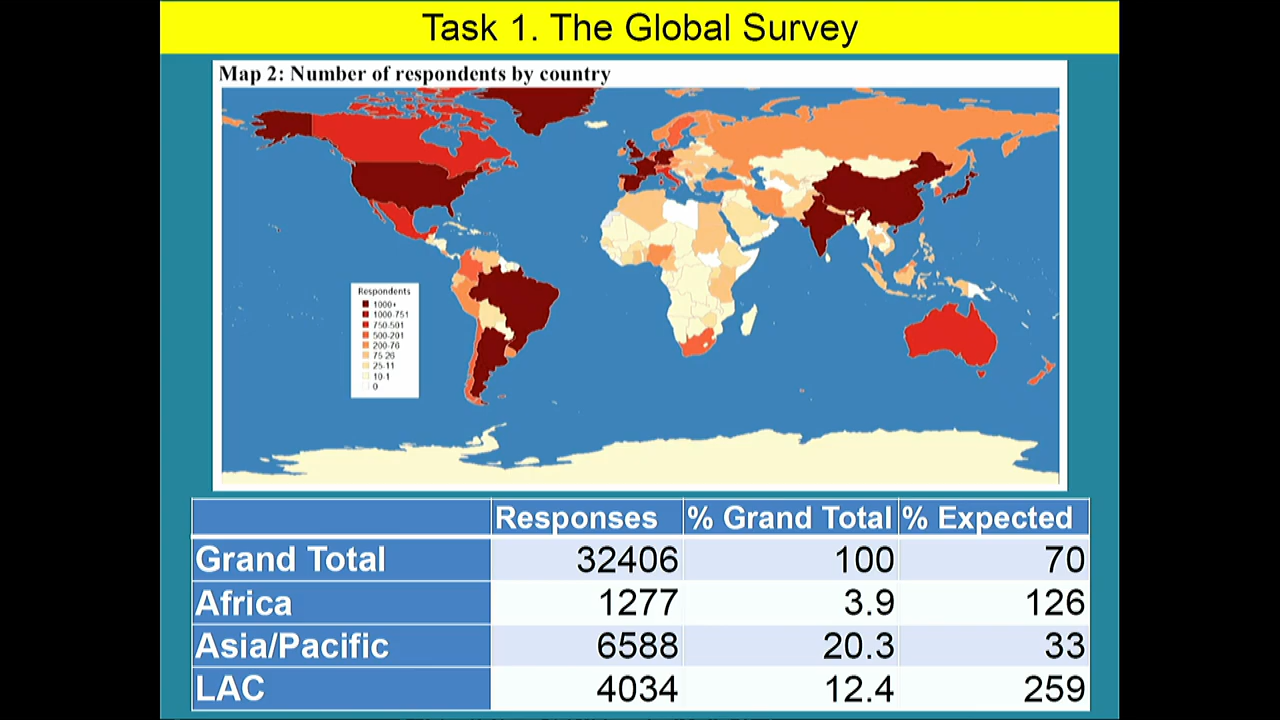 Task 1. The Global Survey
Map 2: Number of respondents by country
Respondents
1000+
1000-751
750-501
500-201
200-76
75-26
25-11
10-1
0
Responses % Grand Total % Expected
Grand Total 32406 100 70
Africa 1277 3.9 126
Asia/Pacific 6588 20.3 33
LAC 4034 12.4 259